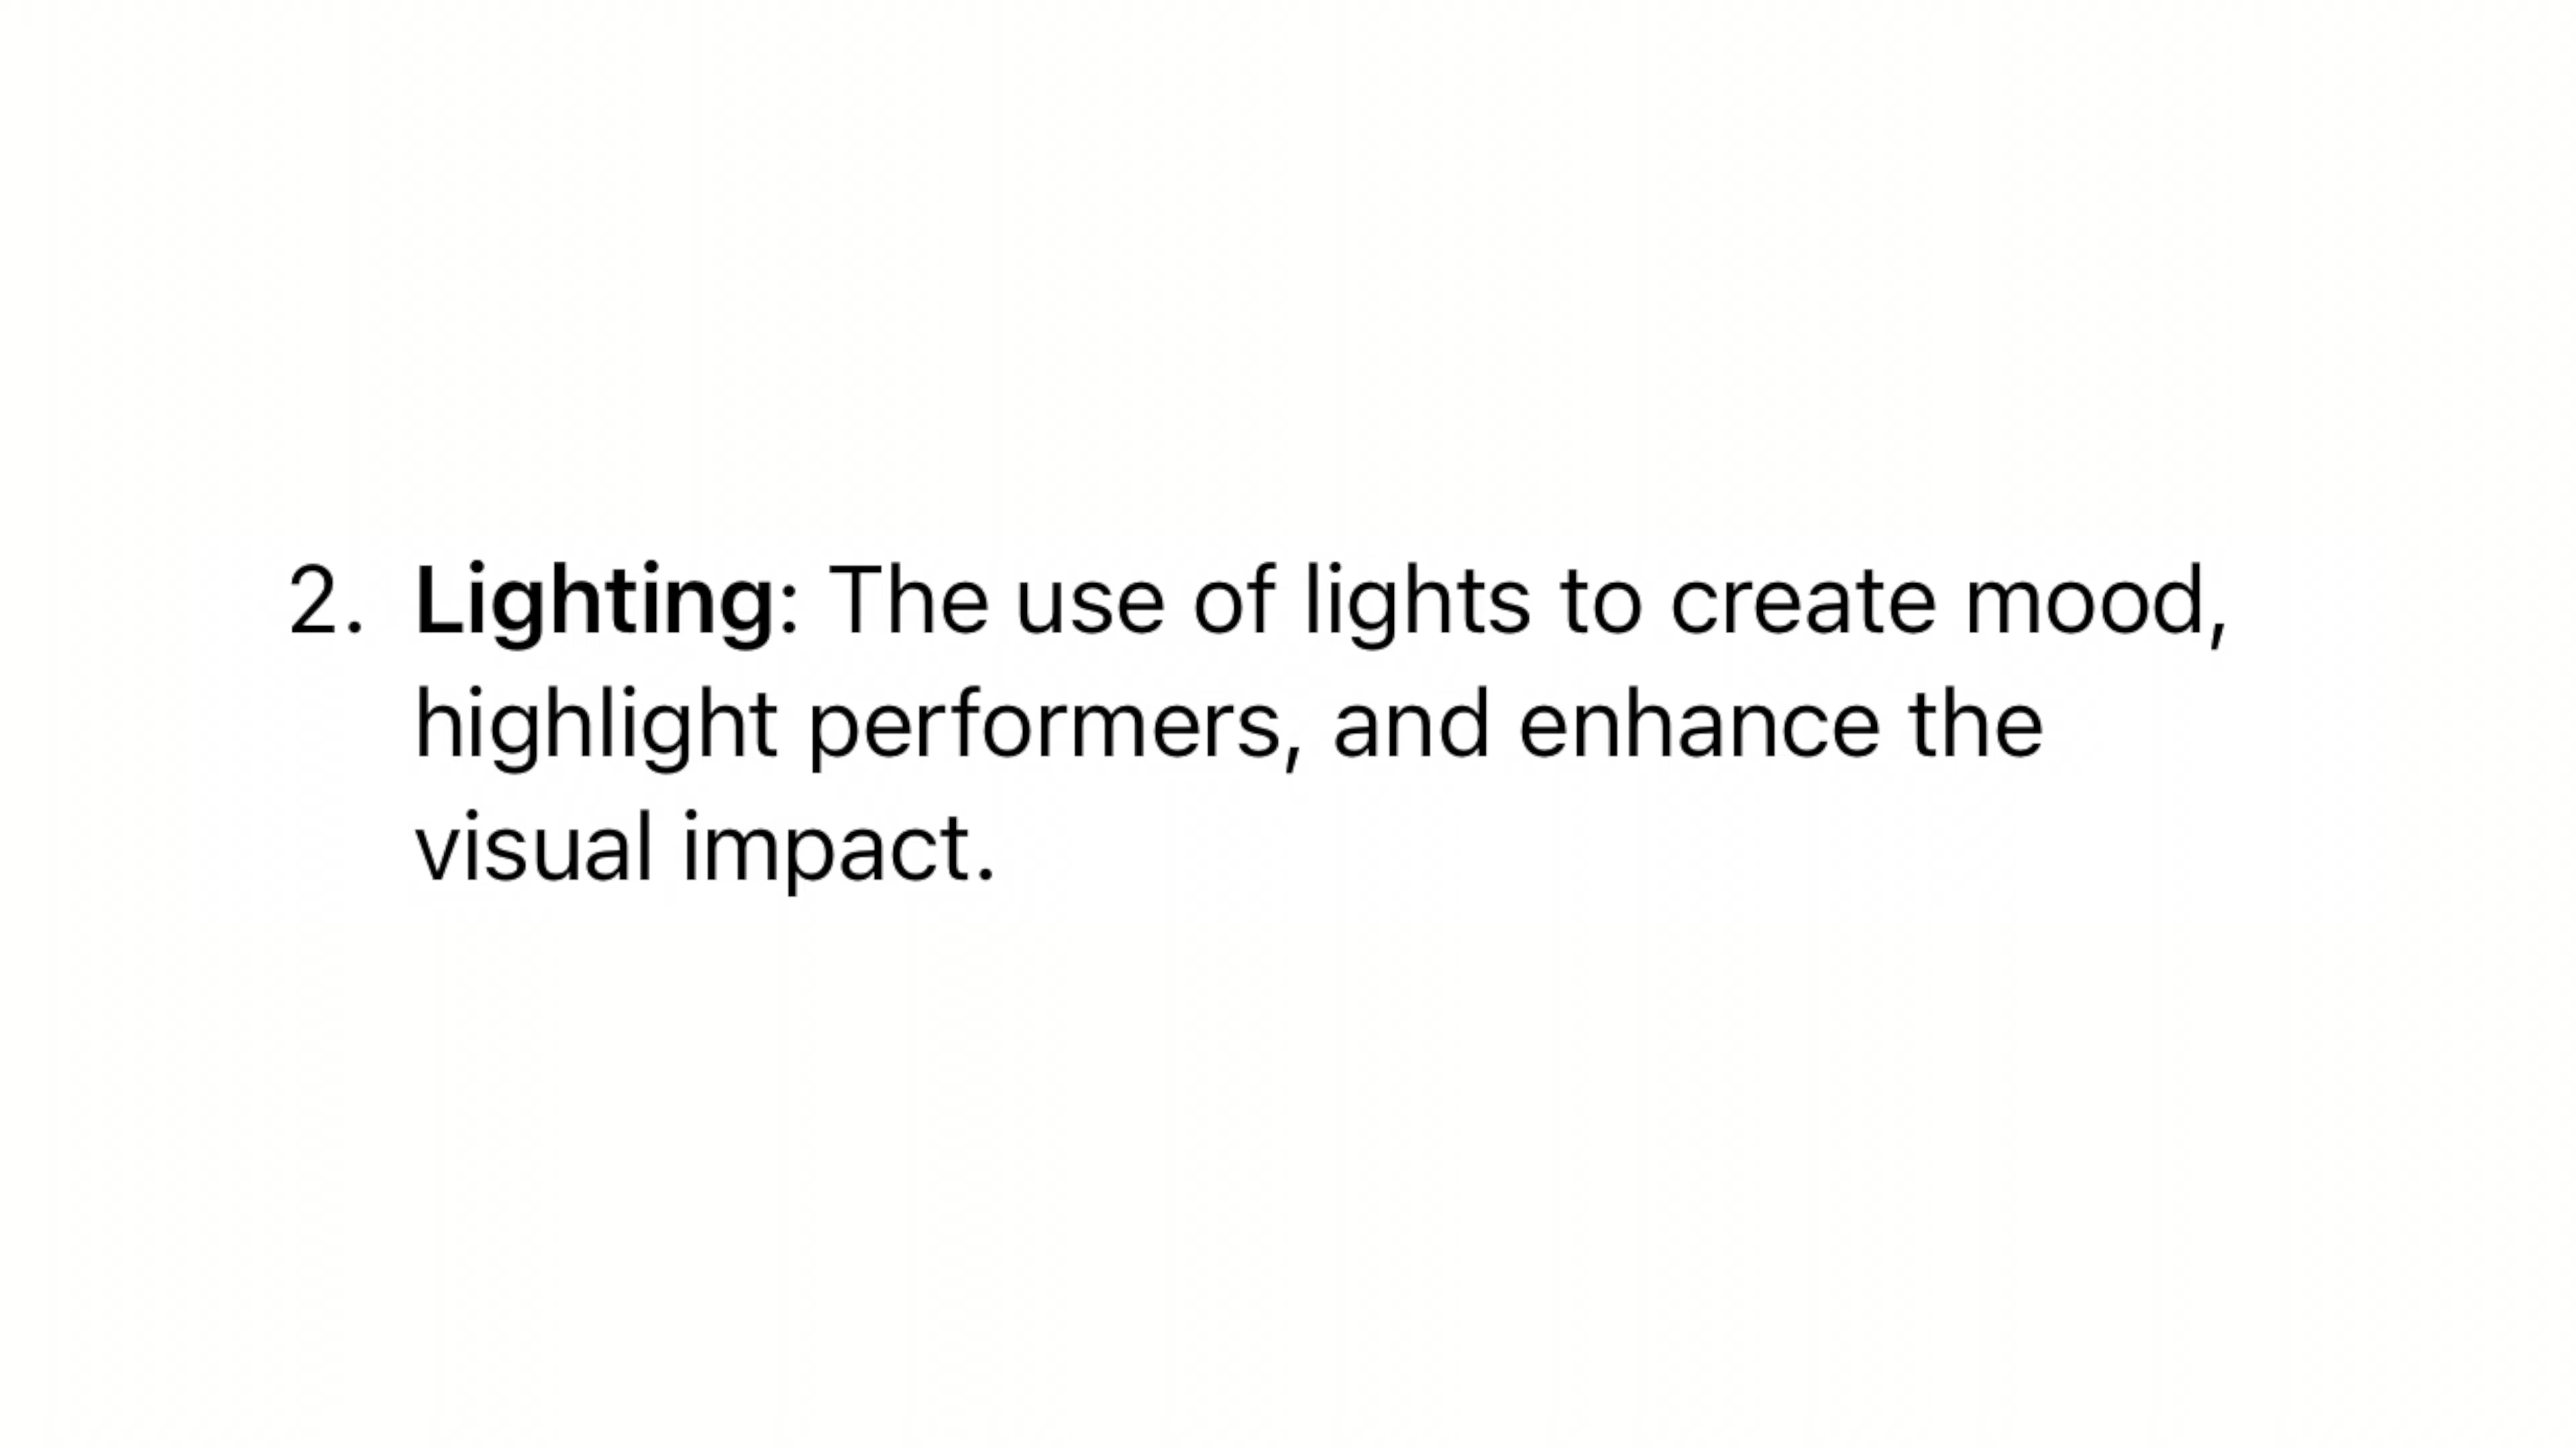 2. Lighting: The use of lights to create mood,
highlight performers, and enhance the
visual impact.